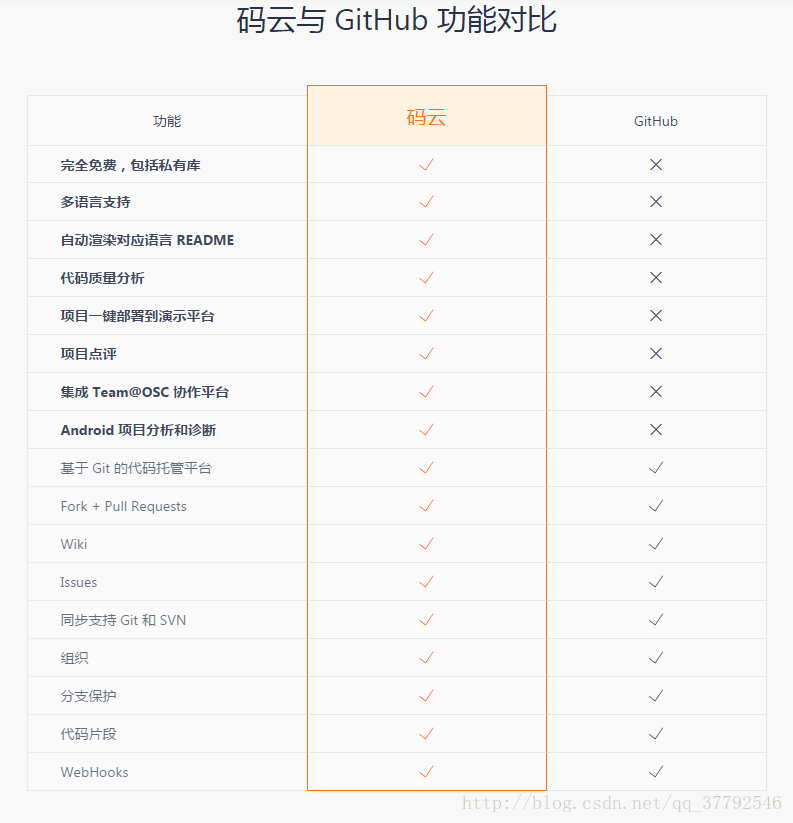 码云与 GitHub 功能对比
功能 码云 GitHub
完全免费，包括私有库
多语言支持
自动渲染对应语言 README
代码质量分析
项目一键部署到演示平台
项目点评
集成 Team@OSC 协作平台
Android 项目分析和诊断
基于 Git 的代码托管平台
Fork + Pull Requests
Wiki
Issues
同步支持 Git 和 SVN
组织
分支保护
代码片段
WebHooks
http://blog.csdn.net/qq_37792546